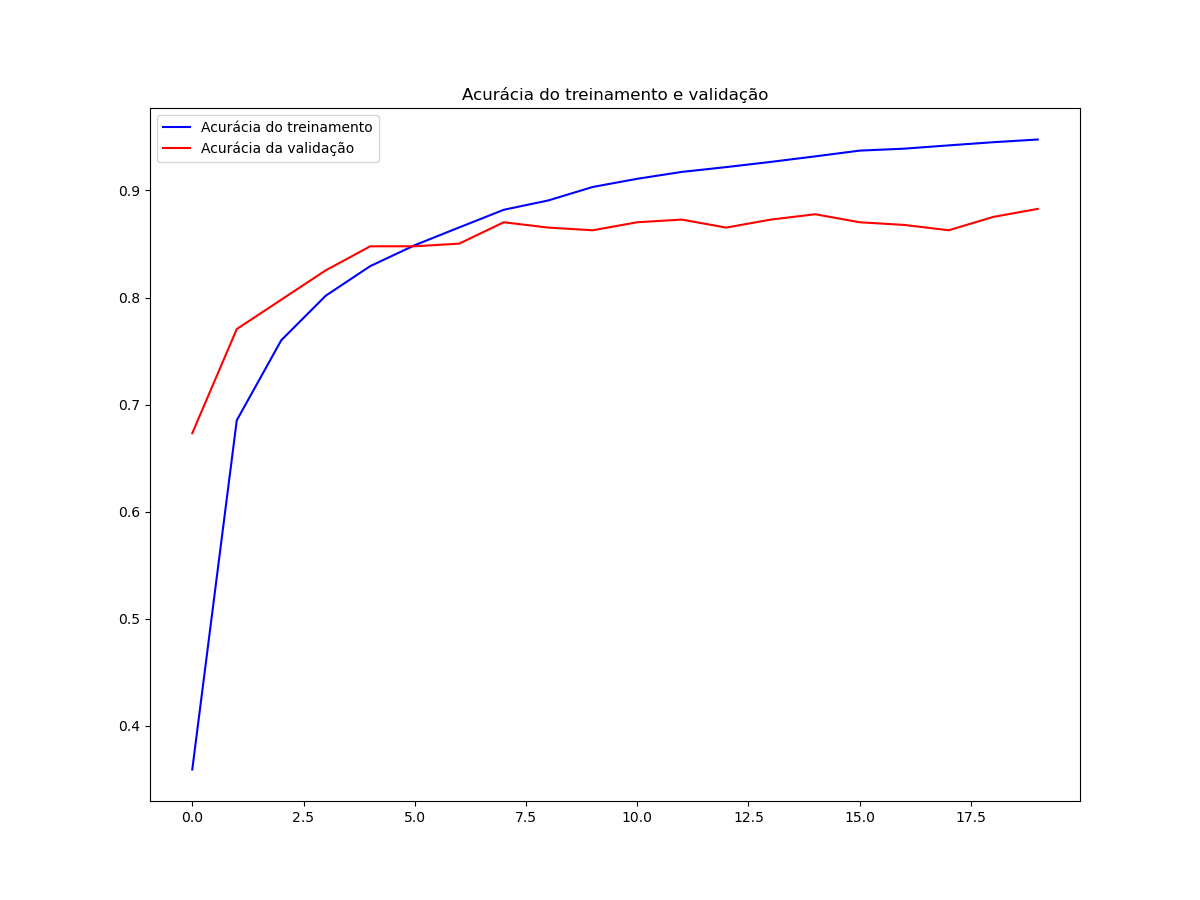 Acurácia do treinamento e validação
Acurácia do treinamento
Acurácia da validação
0.9
0.8
0.7
0.6
0.5
0.4
0.0 2.5 5.0 7.5 10.0 12.5 15.0 17.5